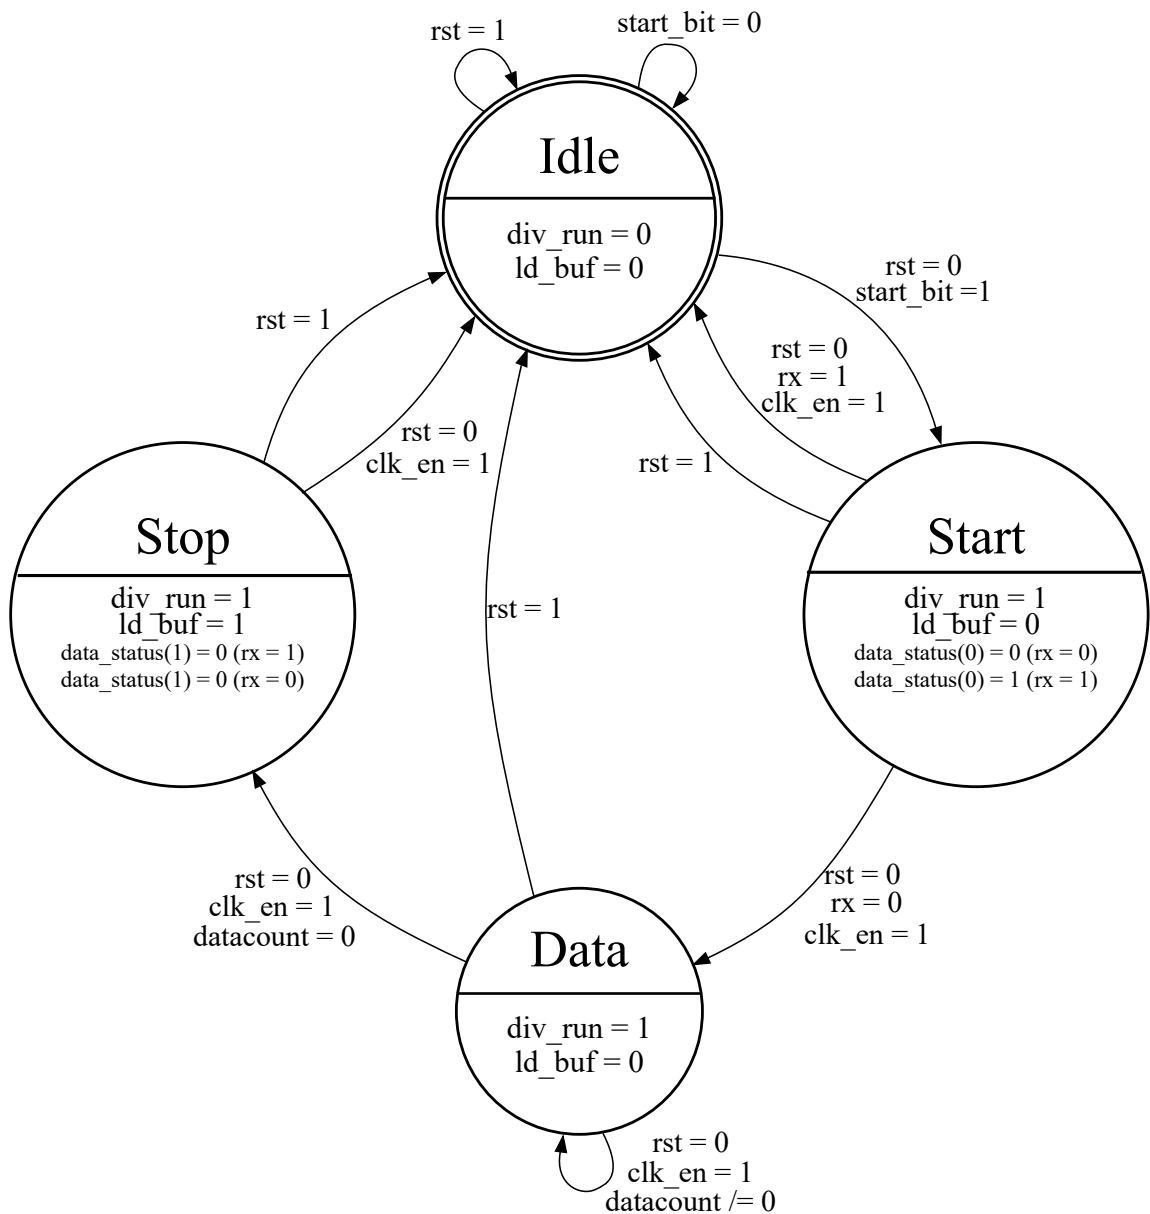 rst = 1
start_bit = 0
Idle
div_run = 0
ld_buf = 0
rst = 0
start_bit =1
rst = 1
rst = 0
rx = 1
clk_en = 1
rst = 0
clk_en = 1
rst = 1
Stop
div_run = 1
ld_buf = 1
data_status(1) = 0 (rx = 1)
data_status(1) = 0 (rx = 0)
rst = 1
Start
div_run = 1
ld_buf = 0
data_status(0) = 0 (rx = 0)
data_status(0) = 1 (rx = 1)
rst = 0
clk_en = 1
datacount = 0
rst = 0
rx = 0
clk_en = 1
Data
div_run = 1
ld_buf = 0
rst = 0
clk_en = 1
datacount /= 0